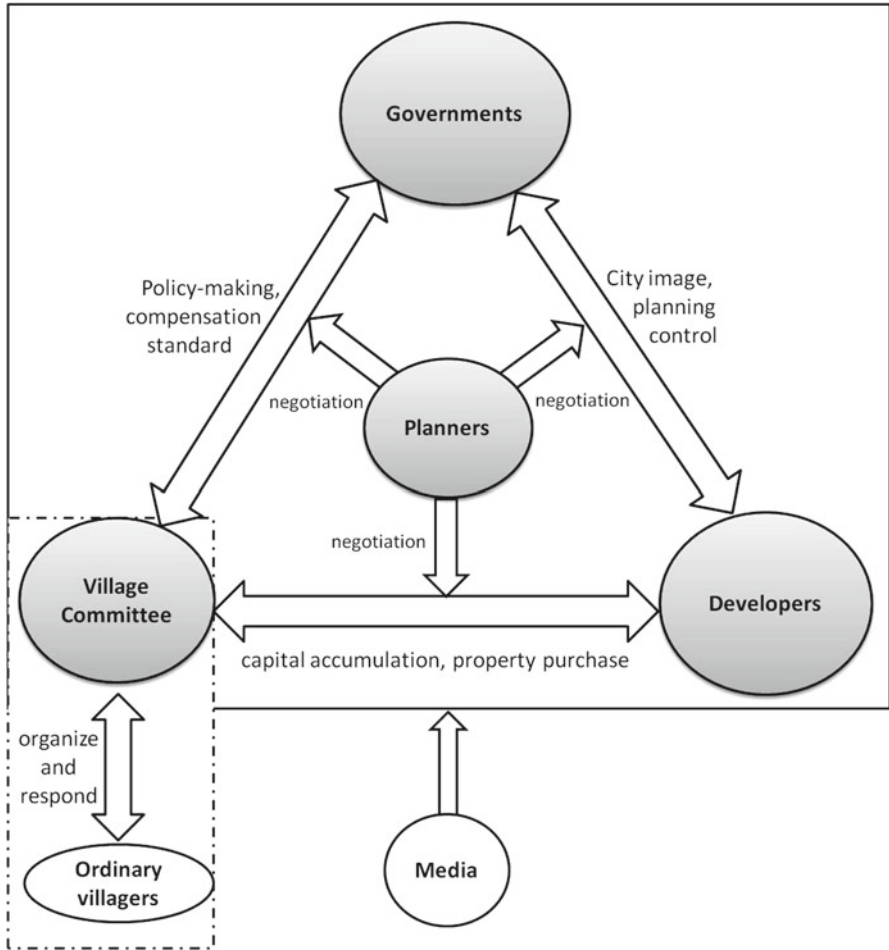 Governments
Policy-making,
compensation
standard
City image,
planning
control
negotiation
negotiation
Planners
negotiation
Village
Committee
Developers
capital accumulation, property purchase
organize
and
respond
Ordinary
villagers
Media